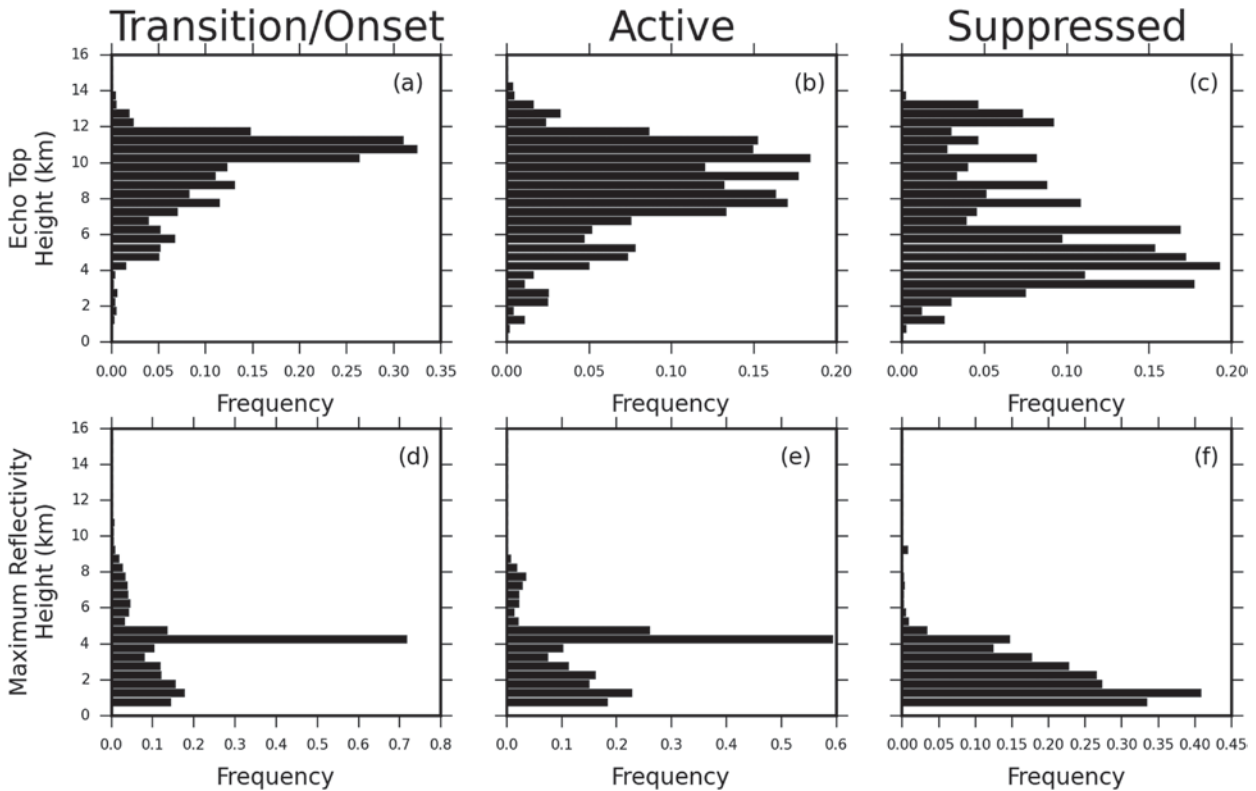 Transition/Onset Active Suppressed
Echo Top
Height (km)
16 14 12 10 8 6 4 2 0
(a) (b) (c)
0.00 0.05 0.10 0.15 0.20 0.25 0.30 0.35
0.00 0.05 0.10 0.15 0.20
0.00 0.05 0.10 0.15 0.20
Frequency Frequency Frequency
Maximum Reflectivity
Height (km)
16 14 12 10 8 6 4 2 0
(d) (e) (f)
0.0 0.1 0.2 0.3 0.4 0.5 0.6 0.7 0.8
0.0 0.1 0.2 0.3 0.4 0.5 0.6
0.00 0.05 0.10 0.15 0.20 0.25 0.30 0.35 0.40 0.45
Frequency Frequency Frequency